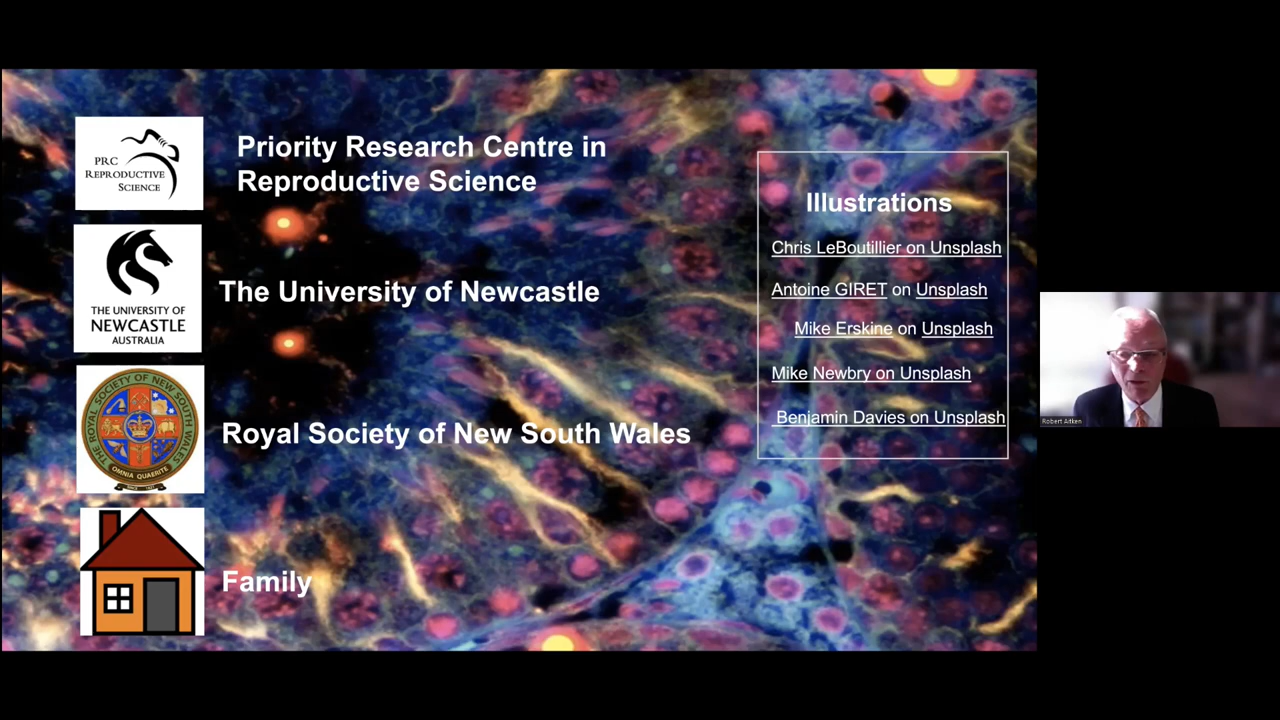 PRC
REPRODUCTIVE
SCIENCE
Priority Research Centre in
Reproductive Science
THE UNIVERSITY OF
NEWCASTLE
AUSTRALIA
The University of Newcastle
THE ROYAL SOCIETY OF NEW SOUTH WALES
OMNIA QUAERITE
Royal Society of New South Wales
Family
Illustrations
Chris LeBoutillier on Unsplash
Antoine GIRET on Unsplash
Mike Erskine on Unsplash
Mike Newbry on Unsplash
Benjamin Davies on Unsplash
Robert Aitken